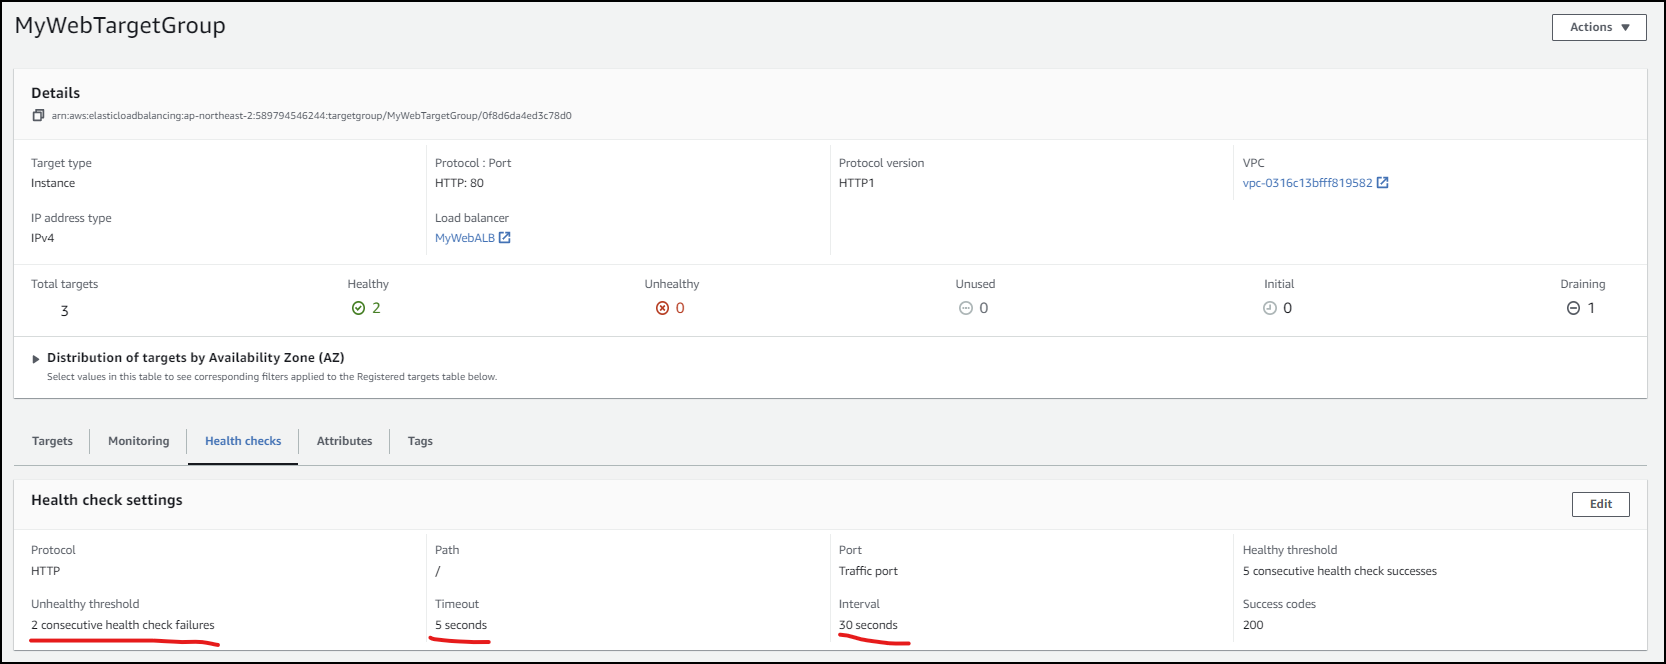 MyWebTargetGroup
Actions
Details
arn:aws:elasticloadbalancing:ap-northeast-2:589794546244:targetgroup/MyWebTargetGroup/0f8d6da4ed3c78d0
Target type
Instance
Protocol : Port
HTTP: 80
Protocol version
HTTP1
VPC
vpc-0316c13bfff819582
IP address type
IPv4
Load balancer
MyWebALB
Total targets
3
Healthy
2
Unhealthy
0
Unused
0
Initial
0
Draining
1
Distribution of targets by Availability Zone (AZ)
Select values in this table to see corresponding filters applied to the Registered targets table below.
Targets
Monitoring
Health checks
Attributes
Tags
Health check settings
Edit
Protocol
HTTP
Path
/
Port
Traffic port
Healthy threshold
5 consecutive health check successes
Unhealthy threshold
2 consecutive health check failures
Timeout
5 seconds
Interval
30 seconds
Success codes
200